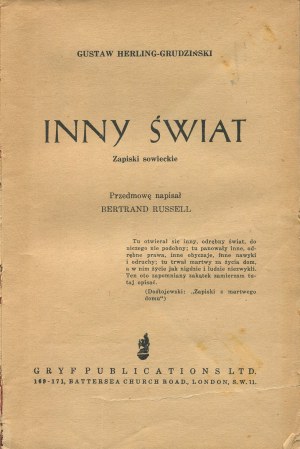 GUSTAW HERLING-GRUDZIŃSKI
INNY ŚWIAT
Zapiski sowieckie
Przedmowę napisał
BERTRAND RUSSELL
Tu otwierał się inny, odrębny świat, do
niczego nie podobny; tu panowały inne, od-
rębne prawa, inne obyczaje, inne nawyki
i odruchy; tu trwał martwy za życia dom,
a w nim życie jak nigdzie i ludzie niezwykli.
Ten oto zapomniany zakątek zamierzam tu-
taj opisać.
(Dostojewski: „Zapiski z martwego
domu")
GRYF PUBLICATIONS LTD.
169-171, BATTERSEA CHURCH ROAD, LONDON, S.W. 11.